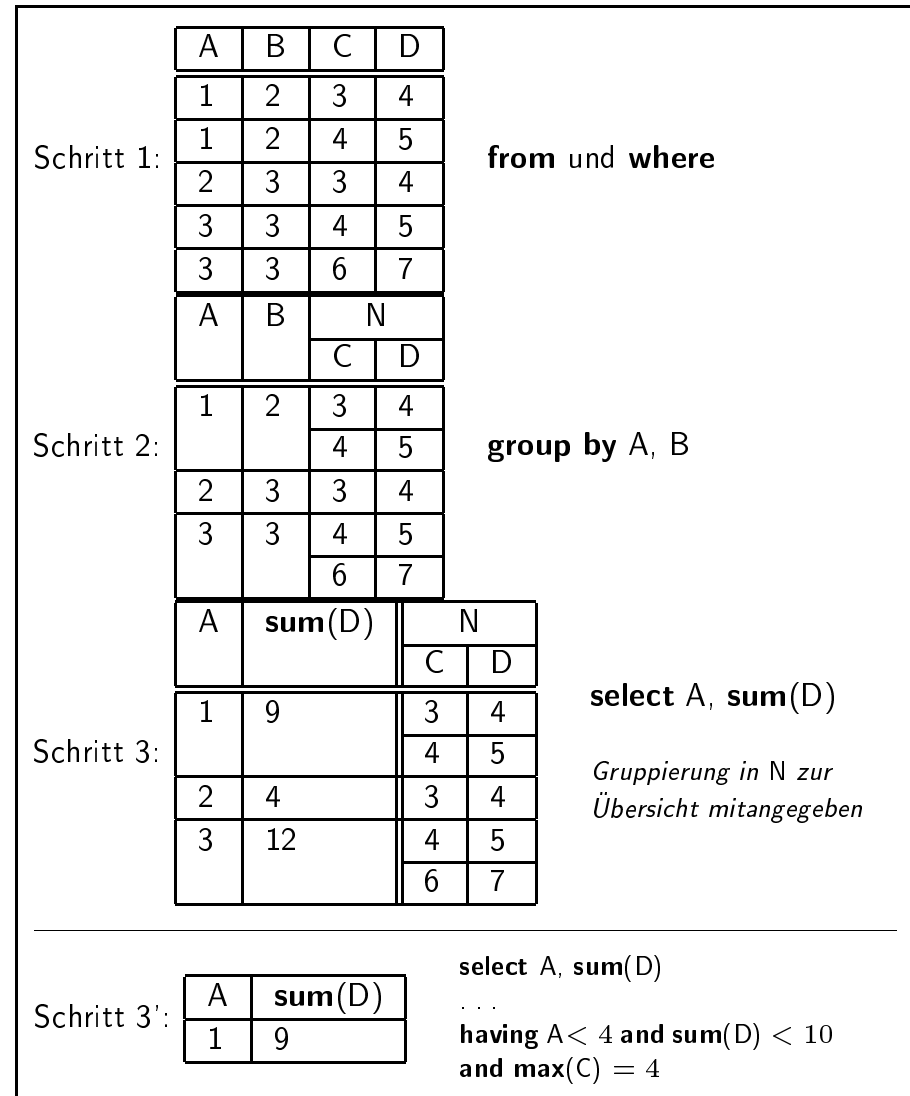 A B C D
1 2 3 4
1 2 4 5
Schritt 1: from und where
2 3 3 4
3 3 4 5
3 3 6 7
A B N
C D
1 2 3 4
Schritt 2: group by A, B
4 5
2 3 3 4
3 3 4 5
6 7
A sum(D) N
C D
select A, sum(D)
1 9 3 4
Schritt 3:
4 5
Gruppierung in N zur
2 4 3 4
Übersicht mitangegeben
3 12 4 5
6 7
select A, sum(D)
Schritt 3':
A sum(D)
. . .
1 9
having A< 4 and sum(D) < 10
and max(C) = 4